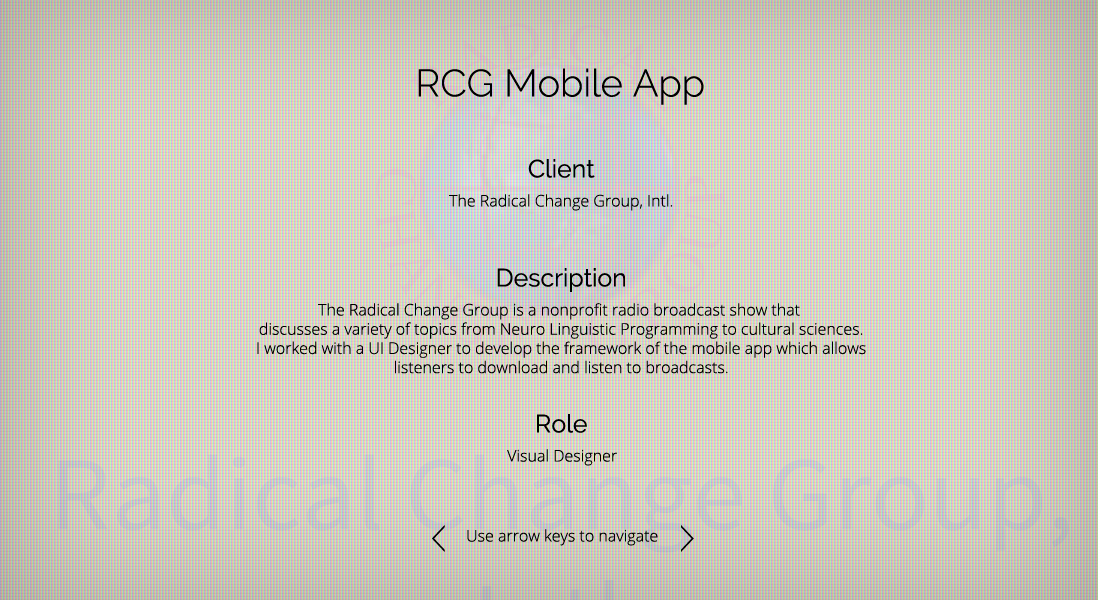 RCG Mobile App
Client
The Radical Change Group, Intl.
Description
The Radical Change Group is a nonprofit radio broadcast show that
discusses a variety of topics from Neuro Linguistic Programming to cultural sciences.
I worked with a UI Designer to develop the framework of the mobile app which allows
listeners to download and listen to broadcasts.
Role
Visual Designer
Radical Change Group,
Use arrow keys to navigate